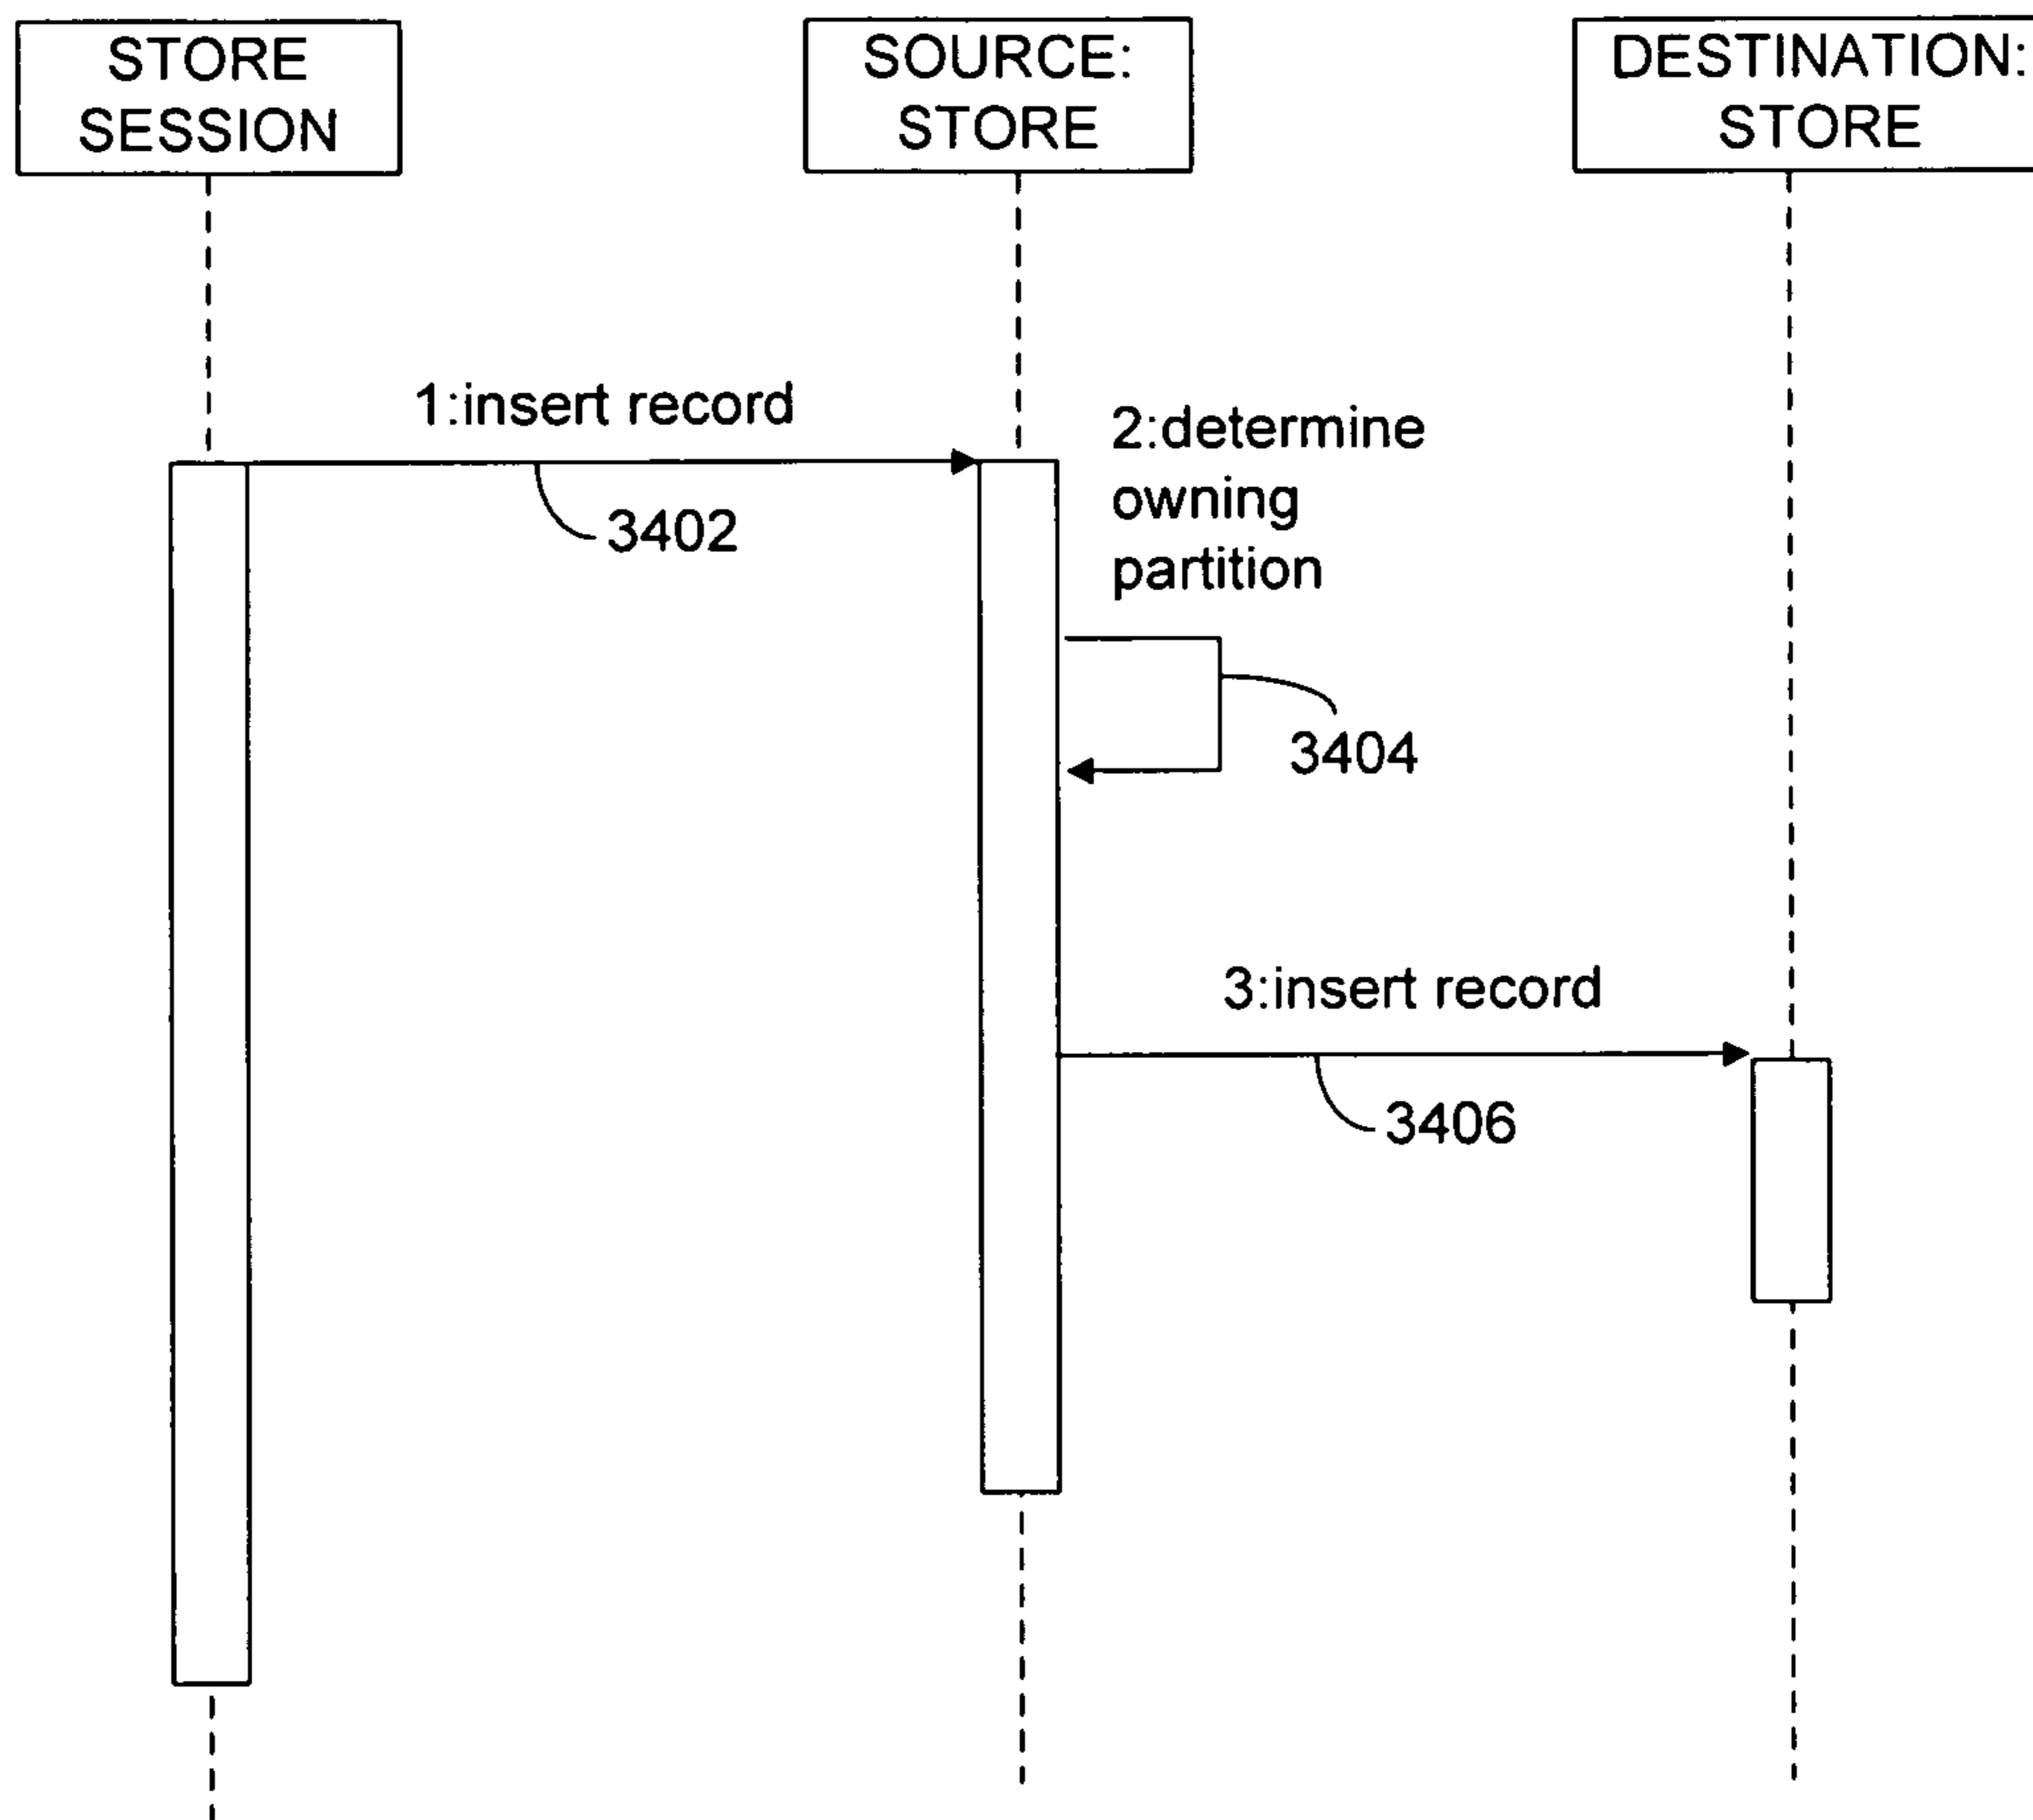 STORE
SESSION
SOURCE:
STORE
DESTINATION:
STORE
1:insert record
3402
2:determine
owning
partition
3404
3:insert record
3406